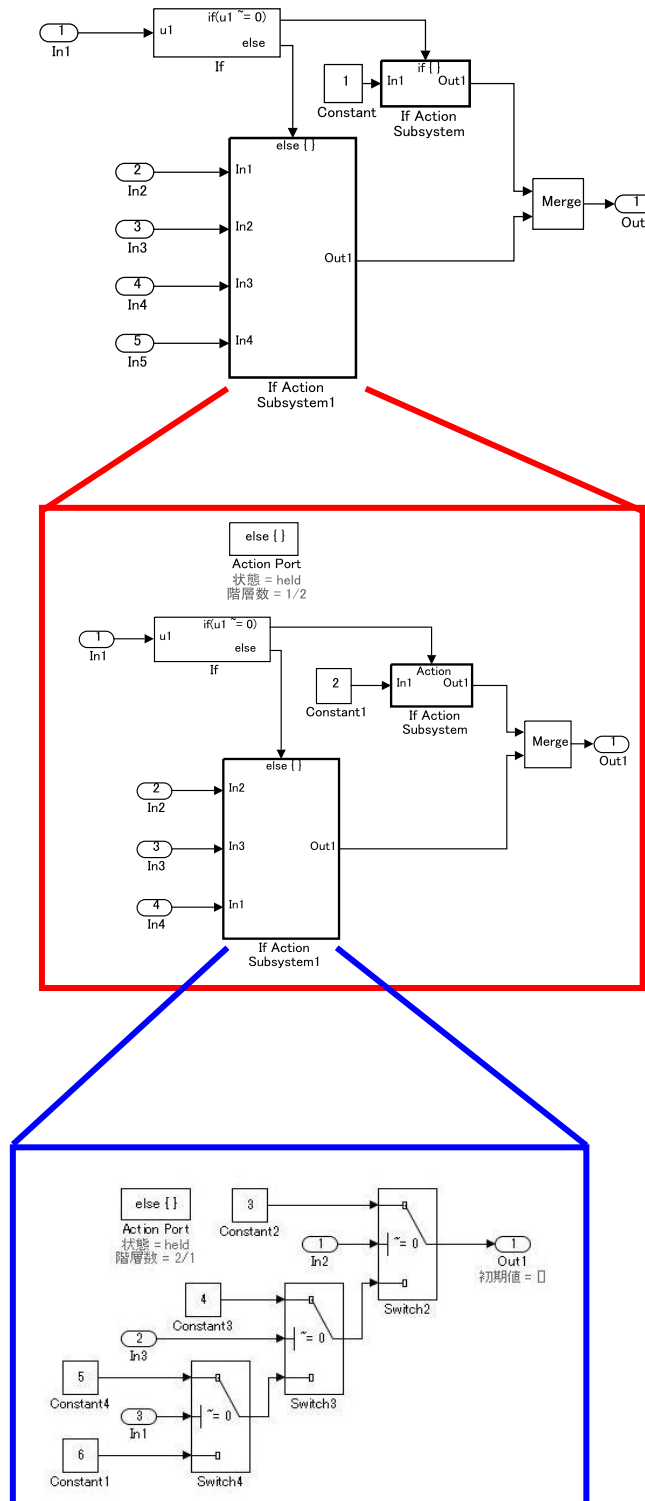 1
In1
u1
if(u1 ~= 0)
else
If
1
Constant
if { }
In1
Out1
If Action
Subsystem
else { }
2
In2
In1
3
In3
In2
4
In4
In3
5
In5
In4
Out1
If Action
Subsystem1
Merge
1
Out
else { }
Action Port
状態 = held
階層数 = 1/2
1
In1
u1
if(u1 ~= 0)
else
If
2
Constant1
Action
In1
Out1
If Action
Subsystem
Merge
1
Out1
else { }
2
In2
In2
3
In3
In3
4
In4
In1
Out1
If Action
Subsystem1
else { }
Action Port
状態 = held
階層数 = 2/1
3
Constant2
1
In2
~= 0
Switch2
1
Out1
初期値 = []
4
Constant3
2
In3
~= 0
Switch3
5
Constant4
3
In1
~= 0
6
Constant1
Switch4